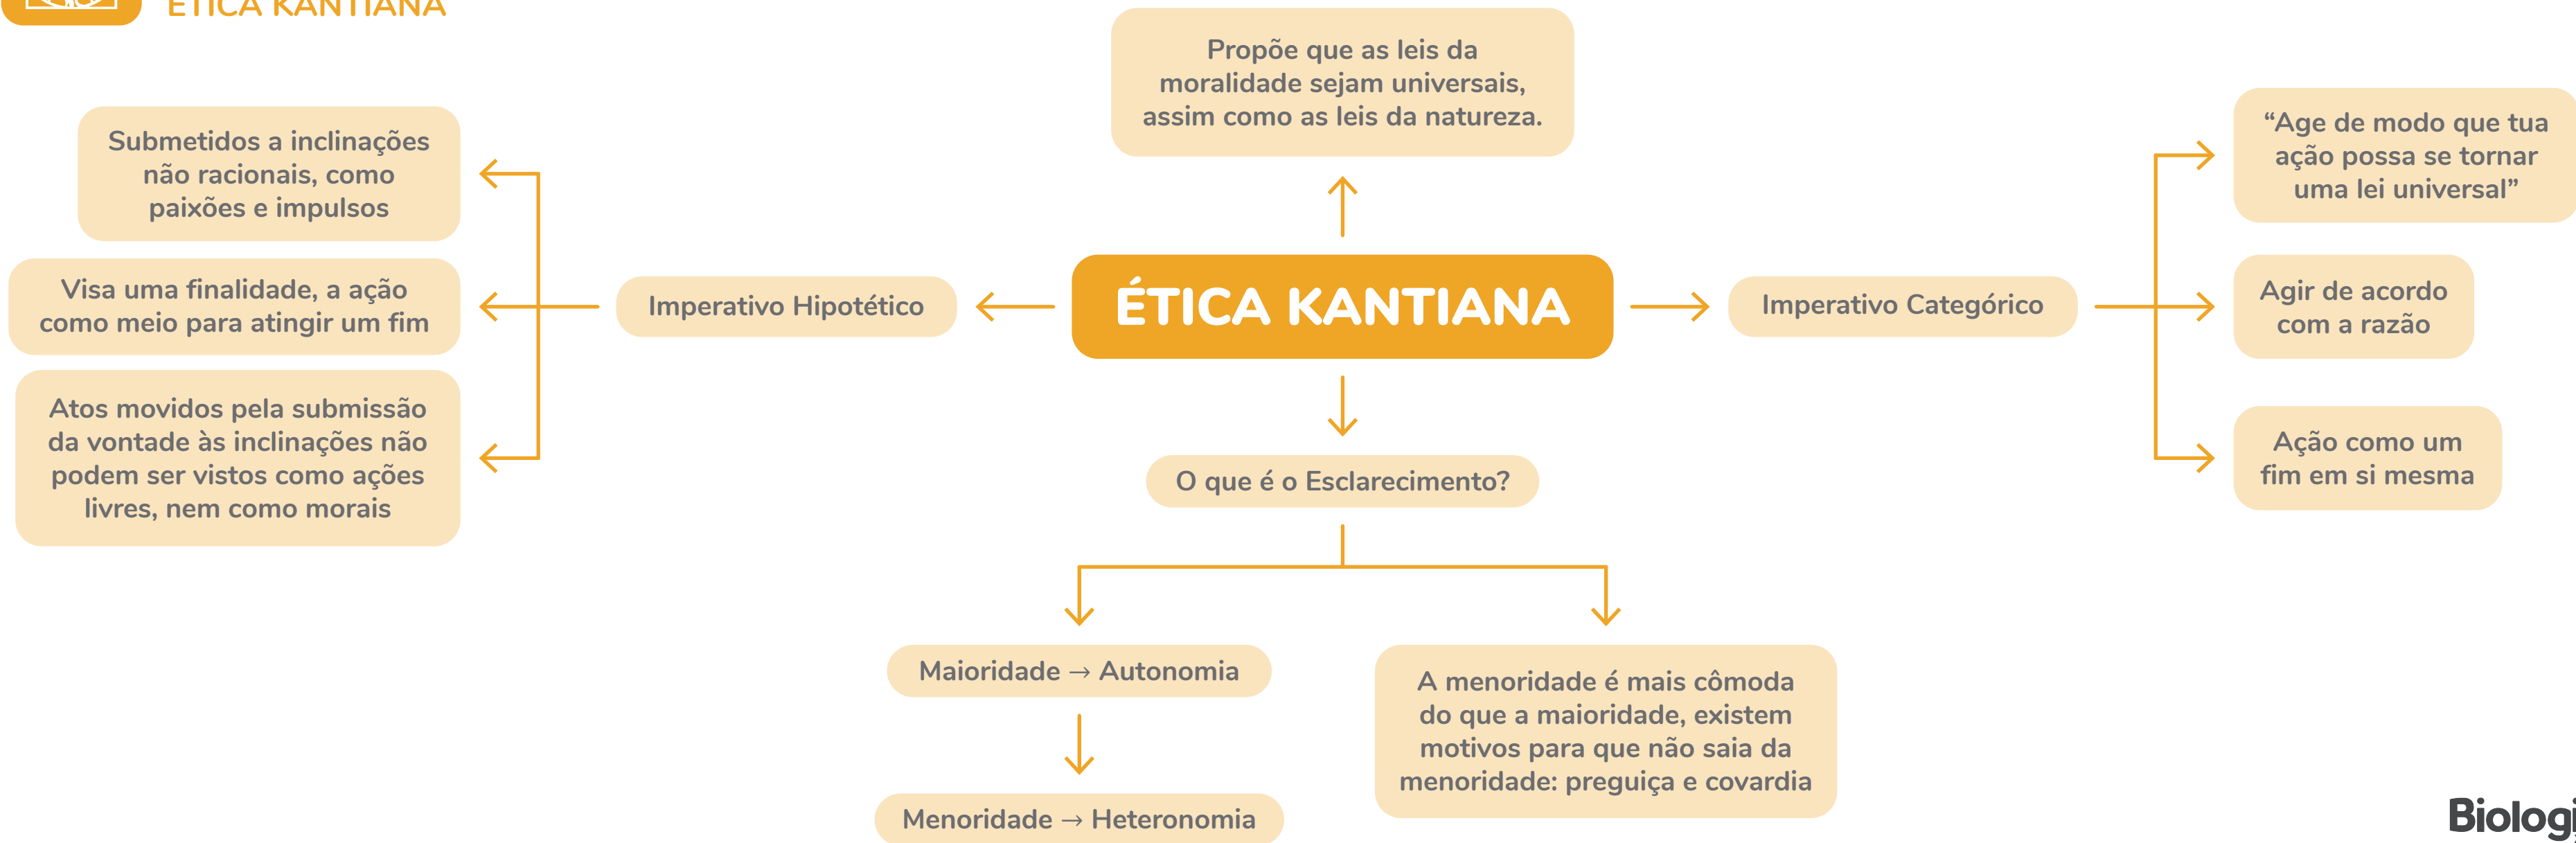 ÉTICA KANTIANA
Propõe que as leis da
moralidade sejam universais,
assim como as leis da natureza.
Submetidos a inclinações
não racionais, como
paixões e impulsos
Visa uma finalidade, a ação
como meio para atingir um fim
Atos movidos pela submissão
da vontade às inclinações não
podem ser vistos como ações
livres, nem como morais
Imperativo Hipotético
ÉTICA KANTIANA
Imperativo Categórico
“Age de modo que tua
ação possa se tornar
uma lei universal”
Agir de acordo
com a razão
Ação como um
fim em si mesma
O que é o Esclarecimento?
Maioridade → Autonomia
Menoridade → Heteronomia
A menoridade é mais cômoda
do que a maioridade, existem
motivos para que não saia da
menoridade: preguiça e covardia
Biologi